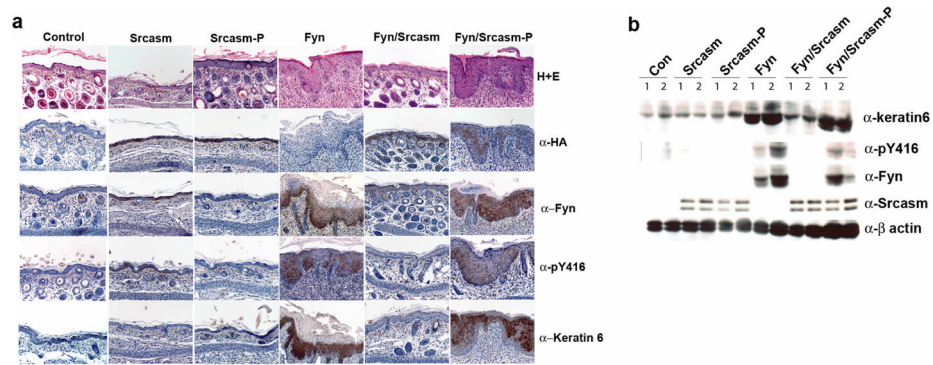 a
Control Srcasm Srcasm-P Fyn Fyn/Srcasm Fyn/Srcasm-P
H+E
α-HA
α–Fyn
α-pY416
α–Keratin 6
b
Con Srcasm Srcasm-P Fyn Fyn/Srcasm Fyn/Srcasm-P
1 2 1 2 1 2 1 2 1 2 1 2
α-keratin6
α-pY416
α-Fyn
α-Srcasm
α-β actin